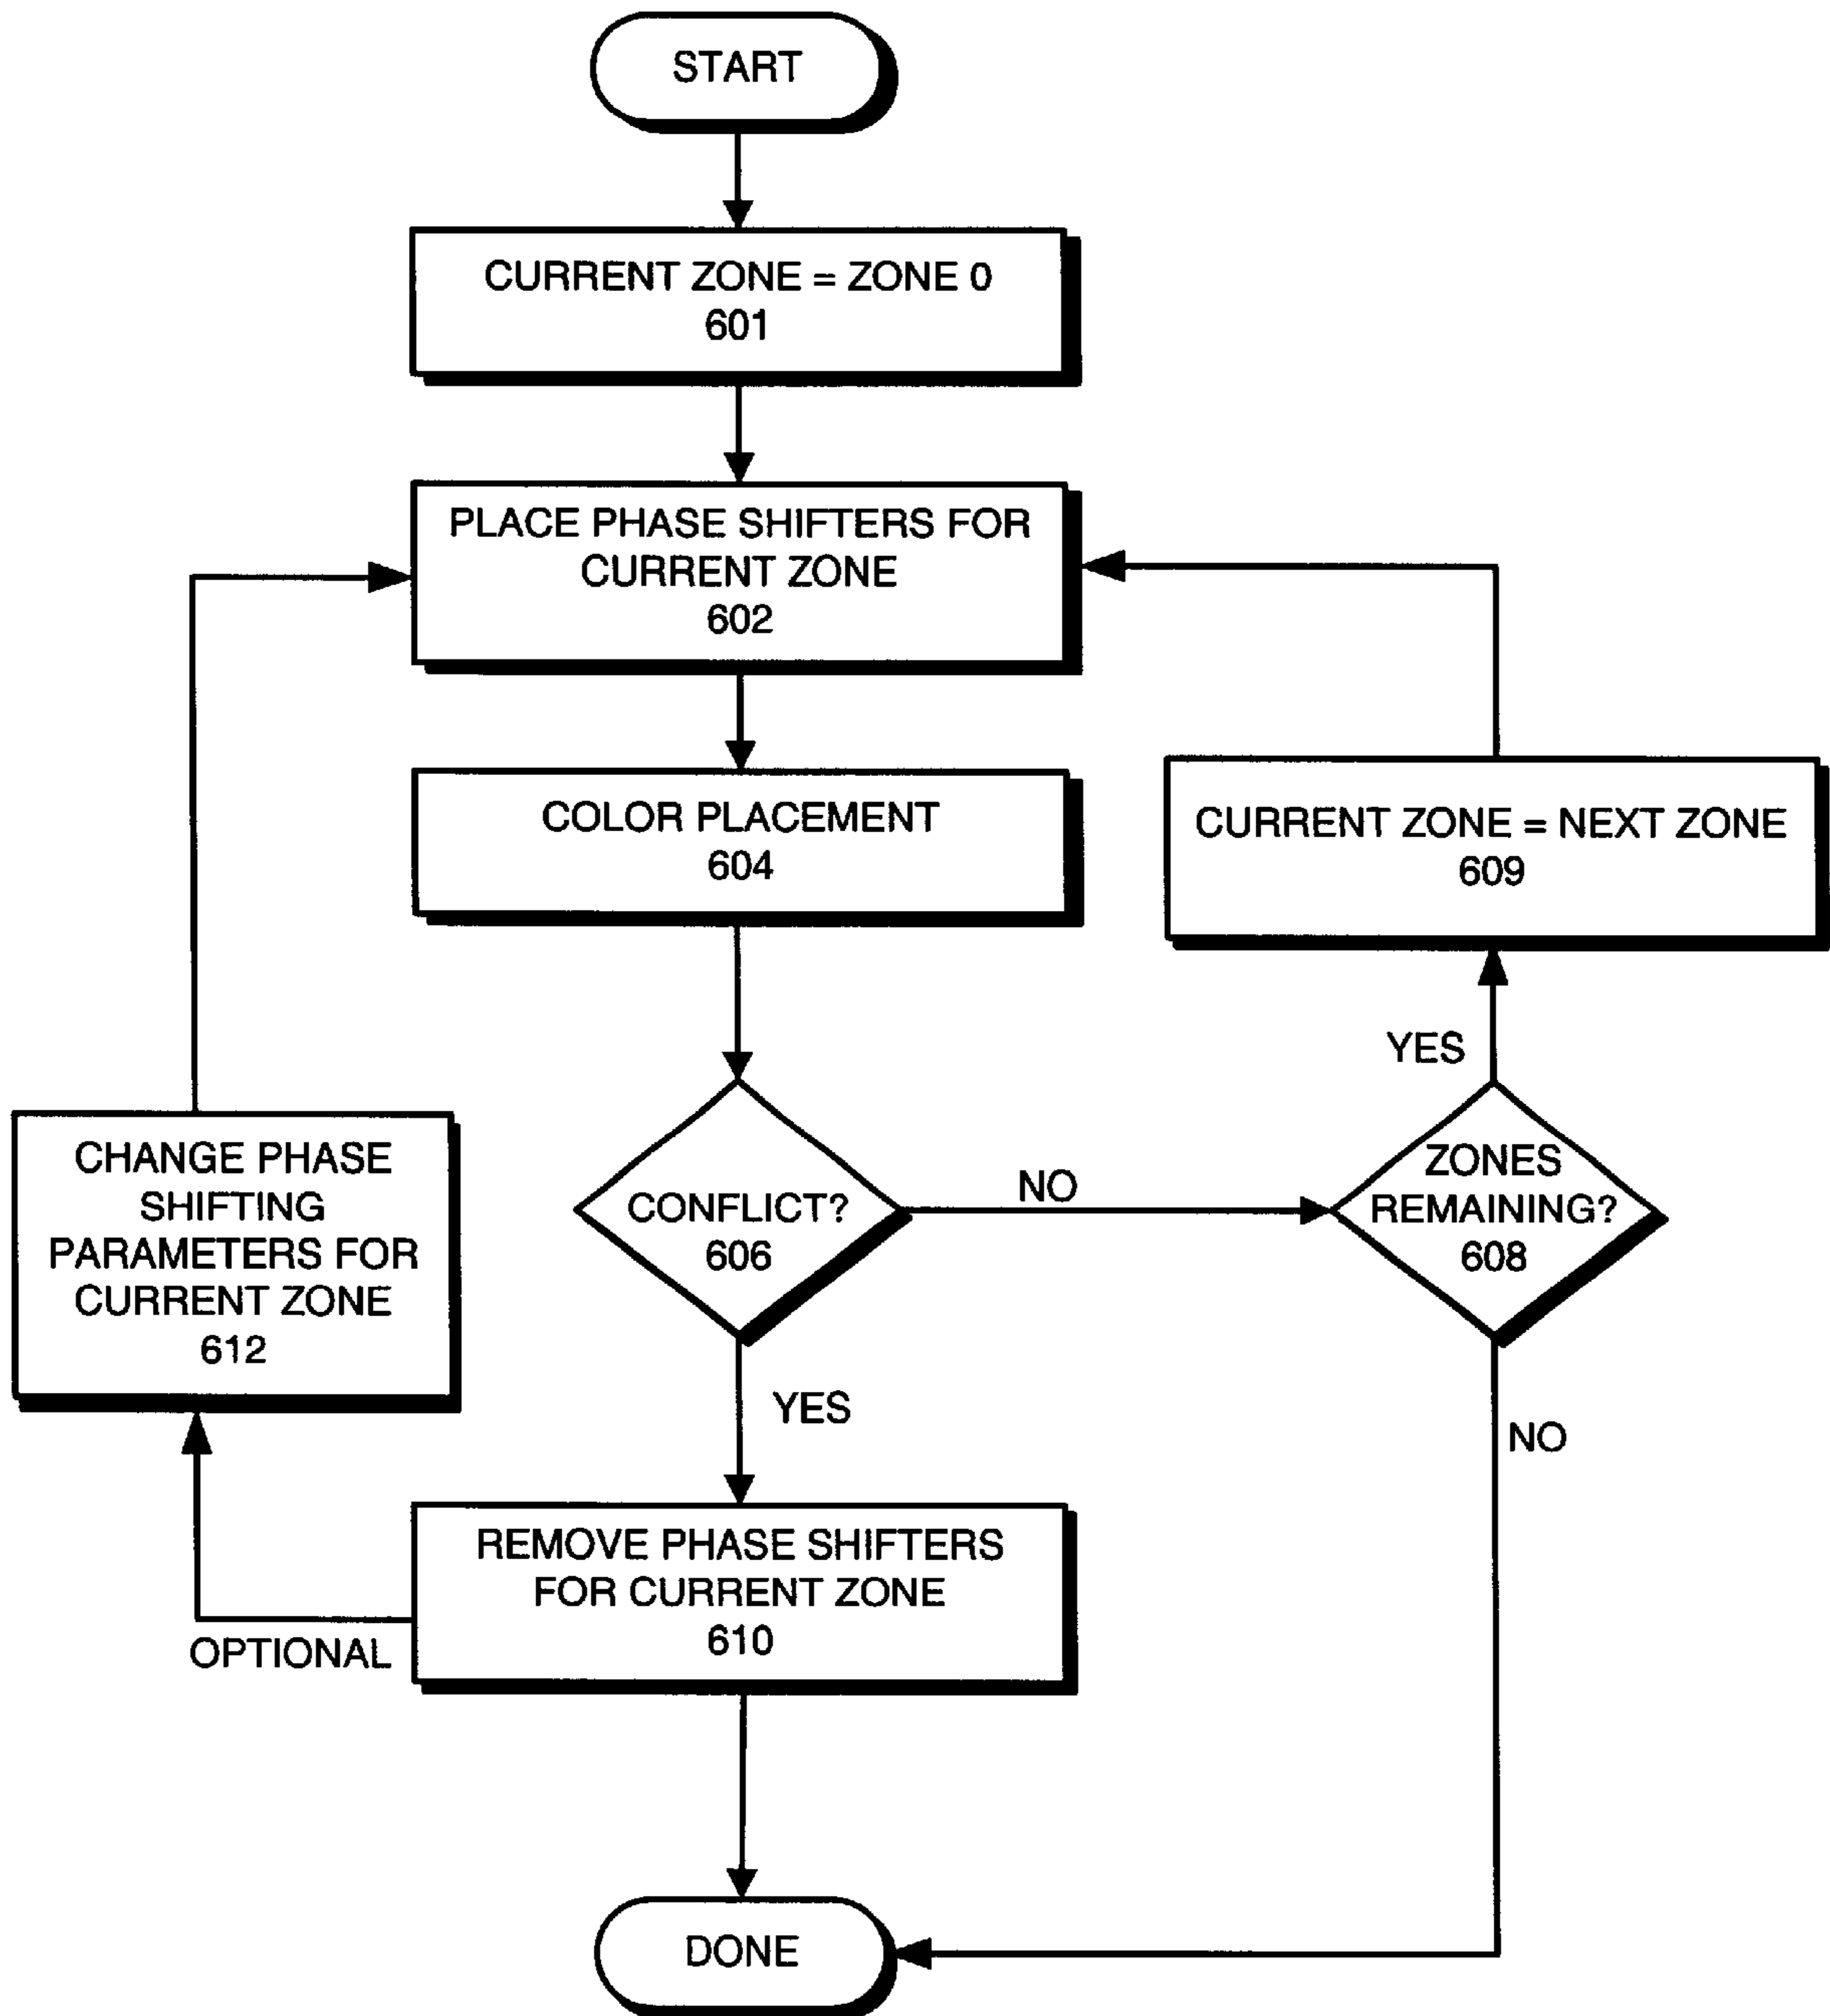 START
CURRENT ZONE = ZONE 0
601
PLACE PHASE SHIFTERS FOR
CURRENT ZONE
602
COLOR PLACEMENT
604
CURRENT ZONE = NEXT ZONE
609
YES
CHANGE PHASE
SHIFTING
PARAMETERS FOR
CURRENT ZONE
612
CONFLICT?
606
NO
ZONES
REMAINING?
608
YES
NO
REMOVE PHASE SHIFTERS
FOR CURRENT ZONE
610
OPTIONAL
DONE